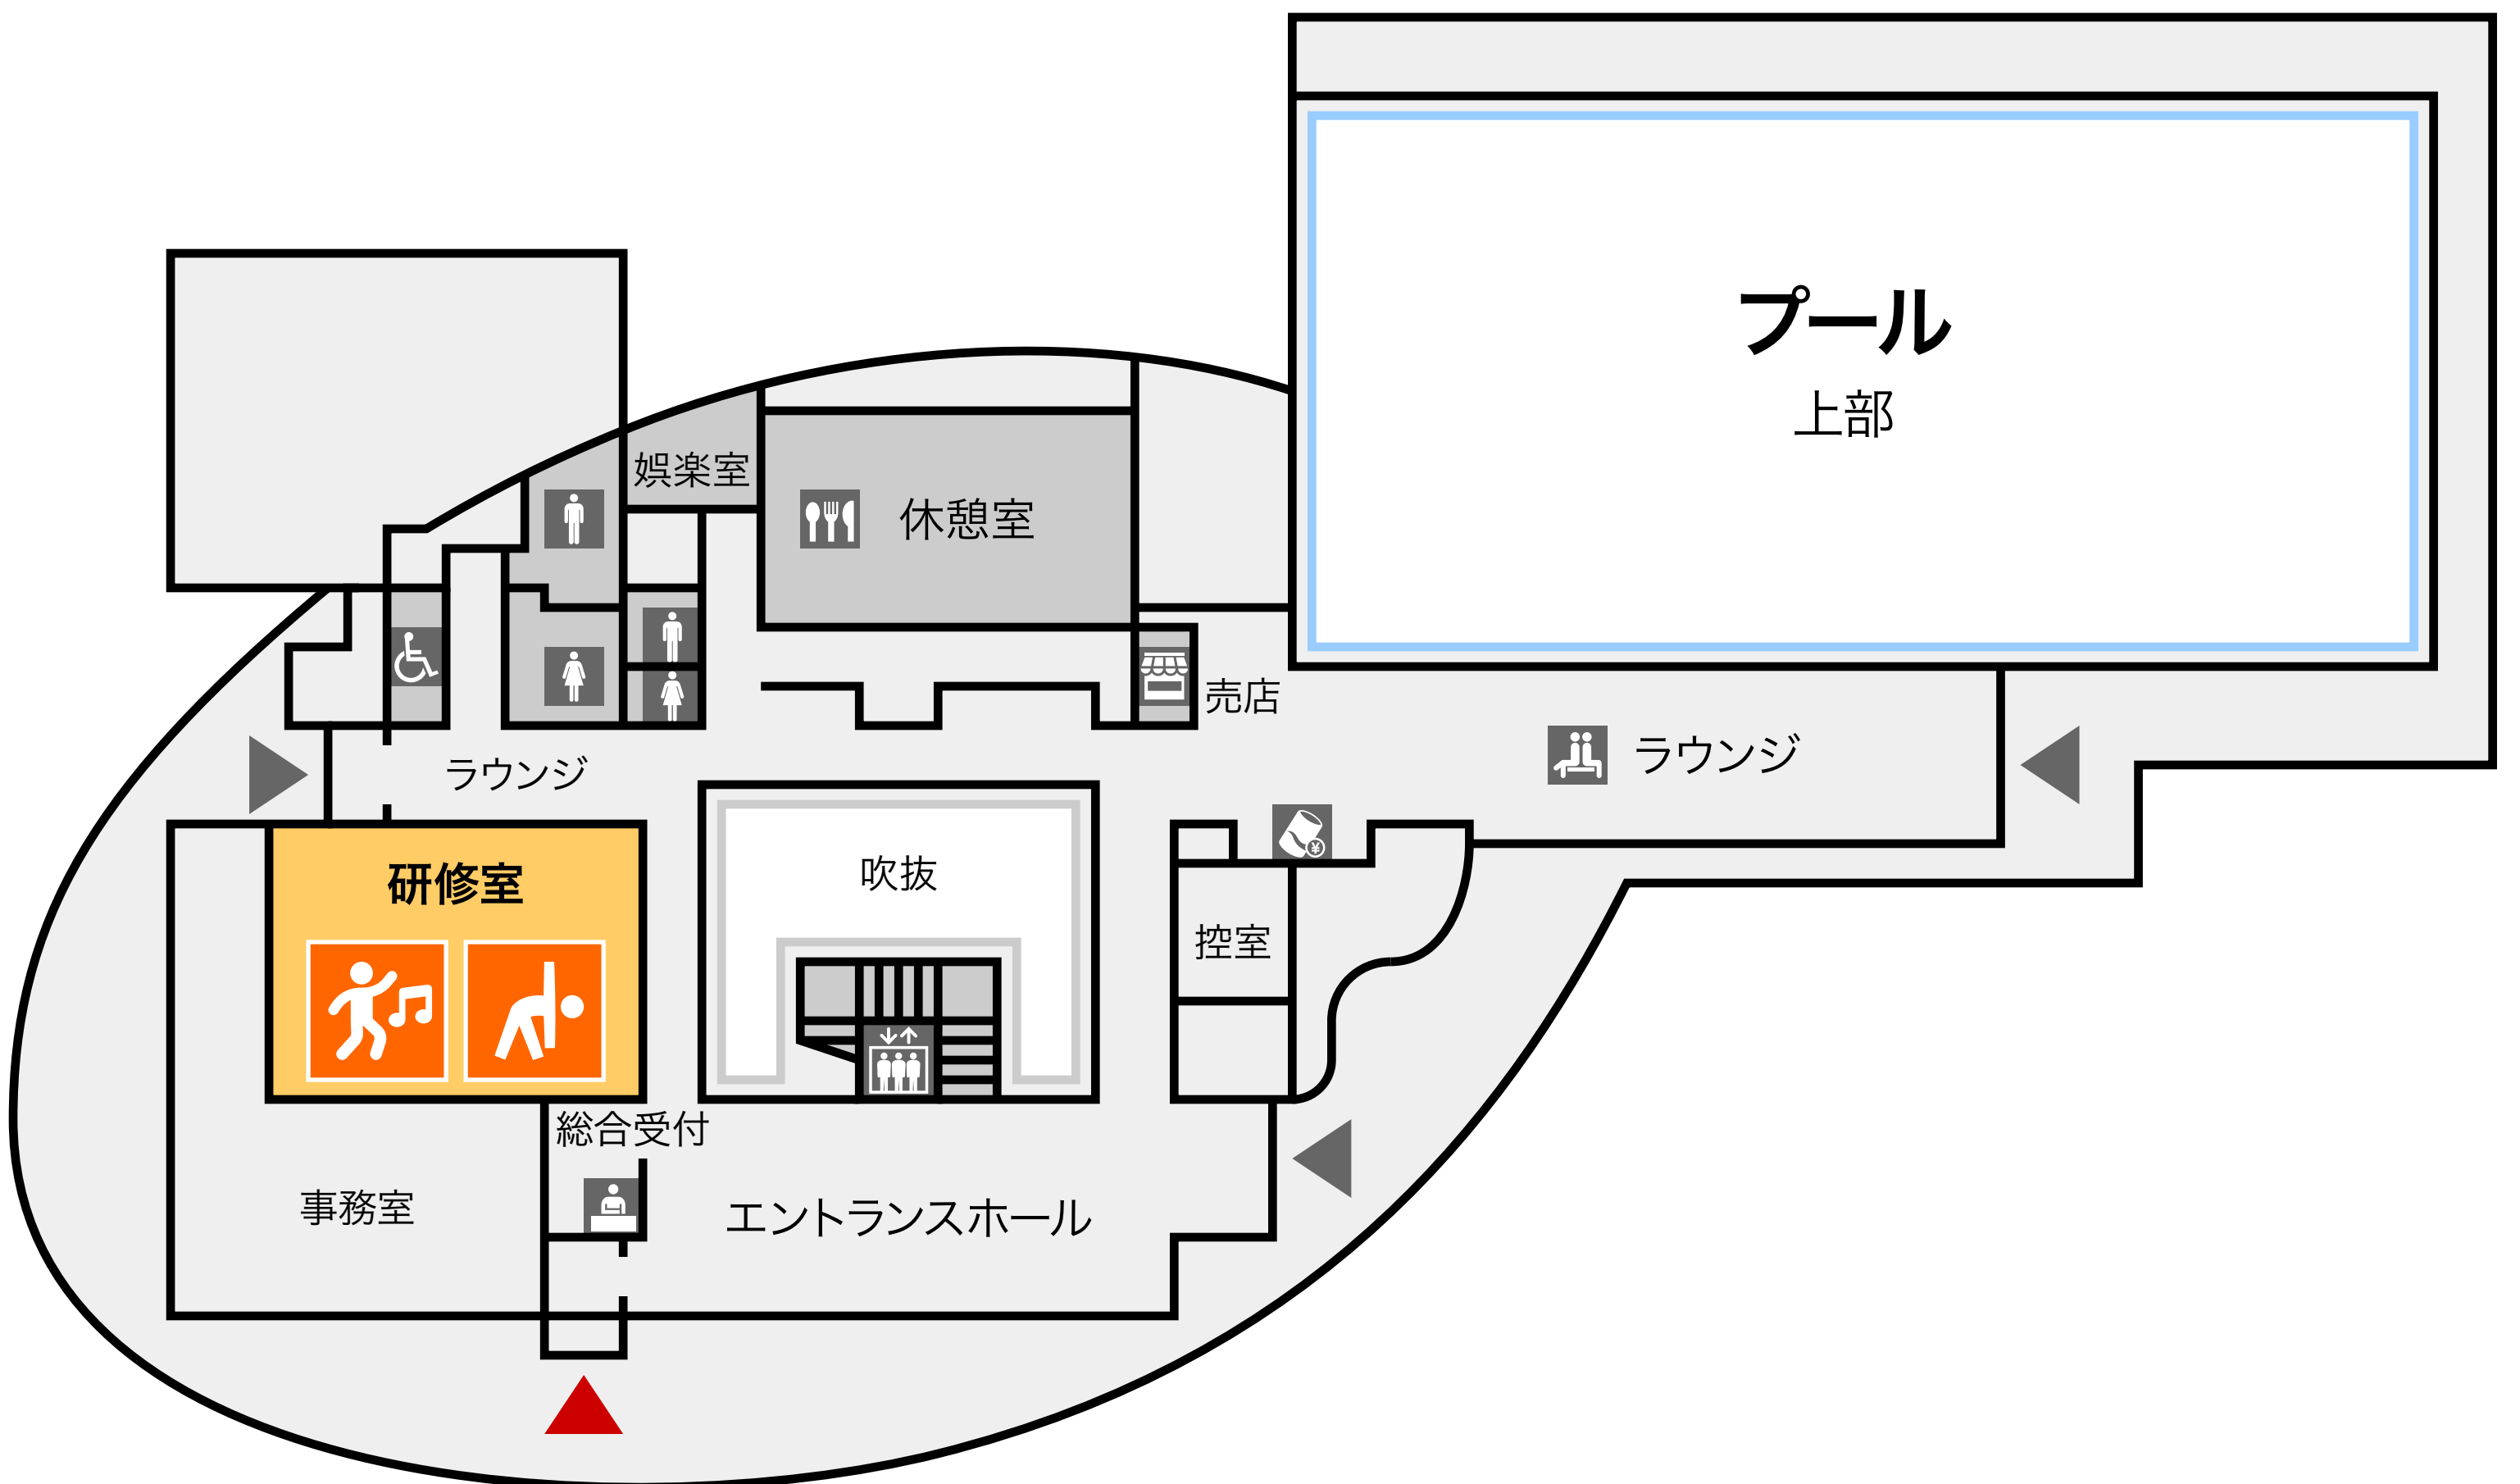 プール
上部
娯楽室
休憩室
売店
ラウンジ
ラウンジ
¥
研修室
吹抜
控室
総合受付
事務室
エントランスホール